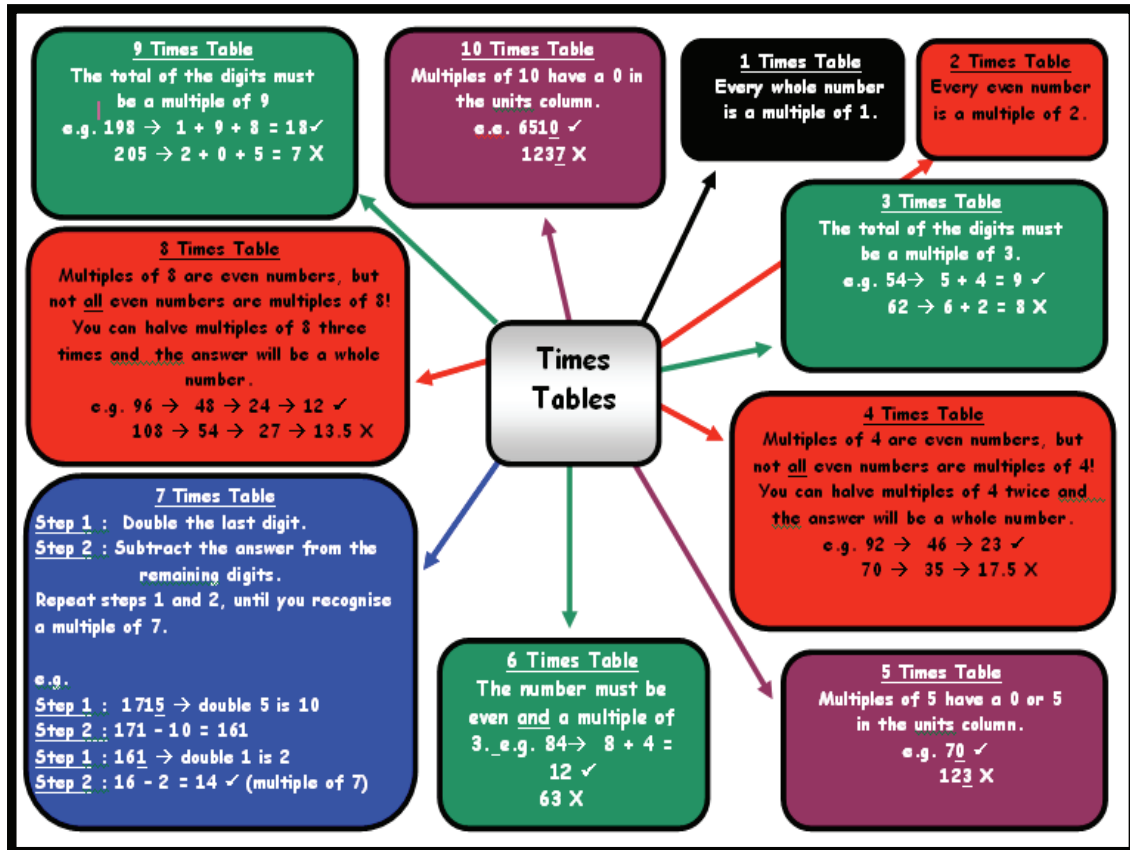 9 Times Table
The total of the digits must
be a multiple of 9
e.g. 198 → 1 + 9 + 8 = 18✓
205 → 2 + 0 + 5 = 7 X
10 Times Table
Multiples of 10 have a 0 in
the units column.
e.e. 6510 ✓
1237 X
1 Times Table
Every whole number
is a multiple of 1.
2 Times Table
Every even number
is a multiple of 2.
3 Times Table
The total of the digits must
be a multiple of 3.
e.g. 54→ 5 + 4 = 9 ✓
62 → 6 + 2 = 8 X
8 Times Table
Multiples of 8 are even numbers, but
not all even numbers are multiples of 8!
You can halve multiples of 8 three
times and the answer will be a whole
number.
e.g. 96 → 48 → 24 → 12 ✓
108 → 54 → 27 → 13.5 X
Times
Tables
4 Times Table
Multiples of 4 are even numbers, but
not all even numbers are multiples of 4!
You can halve multiples of 4 twice and
the answer will be a whole number.
e.g. 92 → 46 → 23 ✓
70 → 35 → 17.5 X
7 Times Table
Step 1 : Double the last digit.
Step 2 : Subtract the answer from the
remaining digits.
Repeat steps 1 and 2, until you recognise
a multiple of 7.
e.g.
Step 1 : 1715 → double 5 is 10
Step 2 : 171 - 10 = 161
Step 1 : 161 → double 1 is 2
Step 2 : 16 - 2 = 14 ✓ (multiple of 7)
6 Times Table
The number must be
even and a multiple of
3. e.g. 84→ 8 + 4 =
12 ✓
63 X
5 Times Table
Multiples of 5 have a 0 or 5
in the units column.
e.g. 70 ✓
123 X